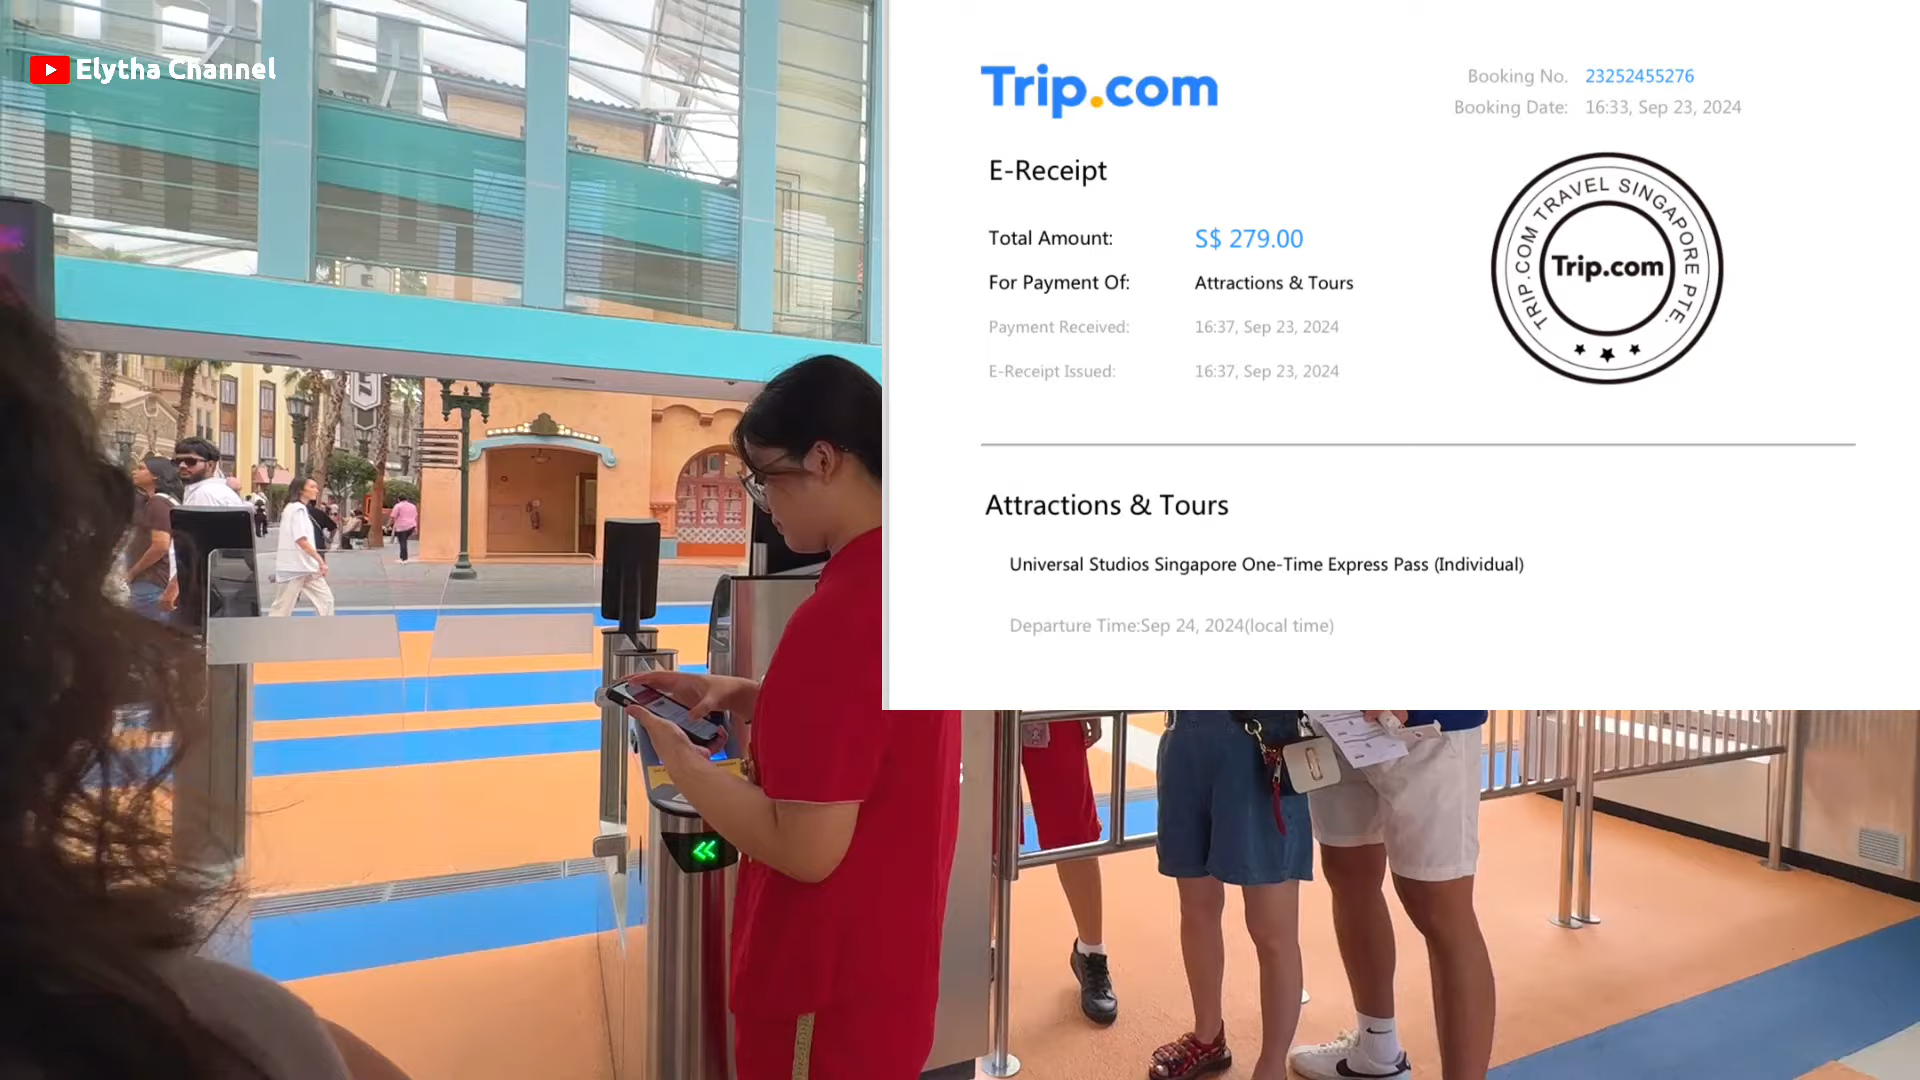 Elytha Channel
Trip.com
Booking No. 23252455276
Booking Date: 16:33, Sep 23, 2024
E-Receipt
Total Amount: S$ 279.00
For Payment Of: Attractions & Tours
Payment Received: 16:37, Sep 23, 2024
E-Receipt Issued: 16:37, Sep 23, 2024
TRIP.COM TRAVEL SINGAPORE PTE.
Trip.com
Attractions & Tours
Universal Studios Singapore One-Time Express Pass (Individual)
Departure Time:Sep 24, 2024(local time)